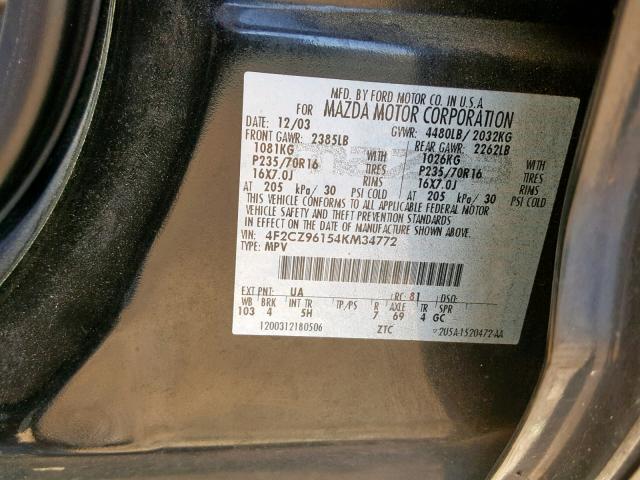 MFD. BY FORD MOTOR CO. IN U.S.A.
FOR MAZDA MOTOR CORPORATION
DATE: 12/03 GVWR: 4480LB/ 2032KG
FRONT GAWR: 2385LB REAR GAWR: 2262LB
1081KG WITH 1026KG WITH
P235/70R16 TIRES P235/70R16 TIRES
16X7.0J RIMS 16X7.0J RIMS
AT 205 kPa/ 30 PSI COLD AT 205 kPa/ 30 PSI COLD
THIS VEHICLE CONFORMS TO ALL APPLICABLE FEDERAL MOTOR
VEHICLE SAFETY AND THEFT PREVENTION STANDARDS
IN EFFECT ON THE DATE OF MANUFACTURE SHOWN ABOVE.
VIN: 4F2CZ96154KM34772
TYPE: MPV
EXT PNT: UA RC: 81 DSO:
WB BRK INT TR TP/PS R AXLE TR SPR
103 4 5H 7 69 4 GC
1200312180506 ZTC 2U5A-1520472-AA